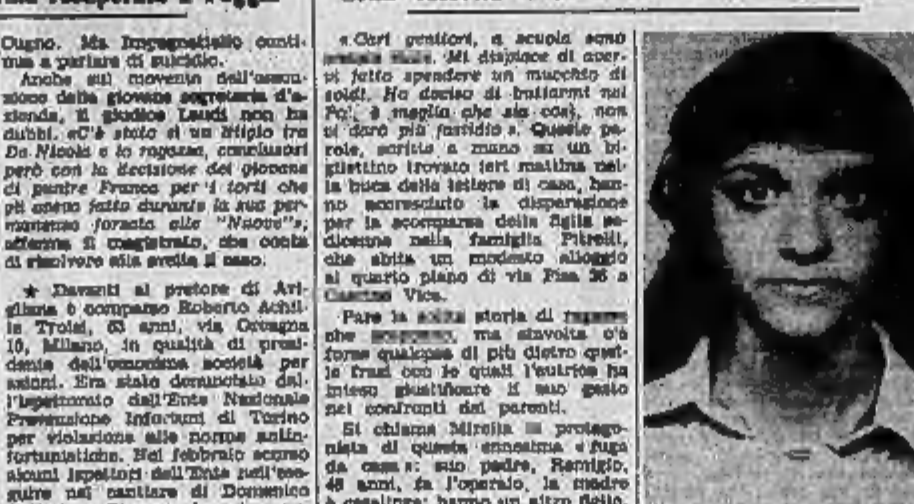 Cugno. Ma Impagnatiello conti-
nua a parlare di suicidio.
Anche sul movente dell'
zione della giovane segretaria d'a-
zienda, il giudice Laudi non ha
dubbi. «C'è stato sì un litigio tra
De Nicola e la ragazza, conclusosi
però con la decisione del giovane
di punire Franca per i torti che
gli aveva fatto durante la sua per-
manenza forzata alle "Nuove"»;
afferma il magistrato, che conta
di risolvere alla svelta il caso.
★ Davanti al pretore di Avi-
gliana è comparso Roberto Achil-
le Troisi, 53 anni, via Orcagna
10, Milano, in qualità di presi-
dente dell'omonima società per
azioni. Era stato denunciato dal-
l'Ispettorato dell'Ente Nazionale
Prevenzione Infortuni di Torino
per violazione alle norme antin-
fortunistiche. Nel febbraio scorso
alcuni ispettori dell'Ente nell'ese-
guire nel cantiere di Domenico
«Cari genitori, a scuola sono
Mi dispiace di aver-
vi fatto spendere un mucchio di
soldi. Ho deciso di buttarmi nel
Po, è meglio che sia così, non
vi darò più fastidio». Queste pa-
role, scritte a mano su un bi-
gliettino trovato ieri mattina nel-
la buca delle lettere di casa, han-
no accresciuto la disperazione
per la scomparsa della figlia se-
dicenne nella famiglia Pitrelli,
che abita un modesto alloggio
al quarto piano di via Pisa 36 a
Cascine Vica.
Pare la solita storia di
che ma stavolta c'è
forse qualcosa di più dietro quel-
le frasi con le quali l'autrice ha
inteso giustificare il suo gesto
nei confronti dei parenti.
Si chiama Mirella la protago-
nista di questa ennesima «fuga
da casa»: suo padre, Remigio,
48 anni, fa l'operaio, la madre
è casalinga; hanno un altro figlio,